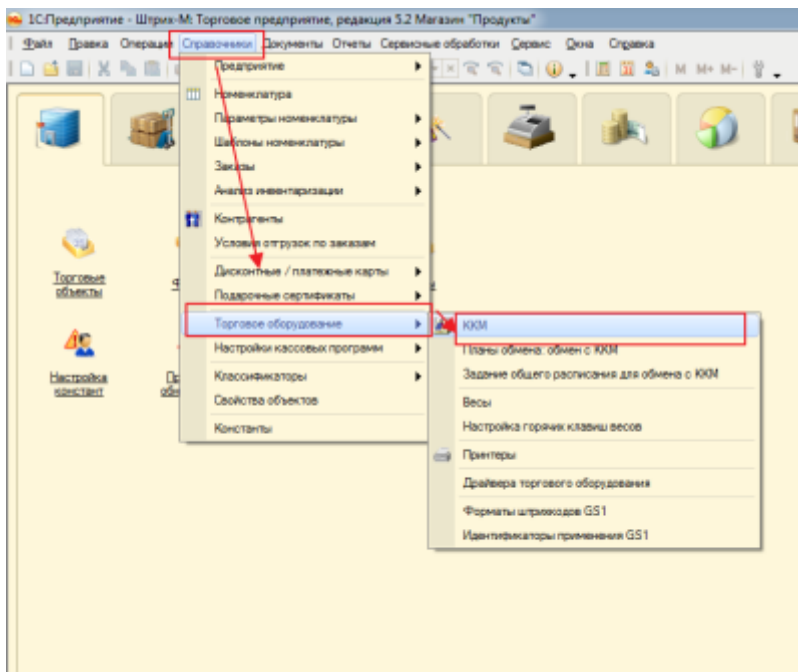 1С:Предприятие - Штрих-М: Торговое предприятие, редакция 5.2 Магазин "Продукты"
Файл Правка Операции Справочники Документы Отчеты Сервисные обработки Сервис Окна Справка
M M+ M-
Предприятие
Номенклатура
Параметры номенклатуры
Шаблоны номенклатуры
Заказы
Анализ инвентаризации
Контрагенты
Условия отгрузок по заказам
Дисконтные / платежные карты
Подарочные сертификаты
Торговое оборудование
Настройки кассовых программ
Классификаторы
Свойства объектов
Константы
Торговые
объекты
Настройка
констант
ККМ
Планы обмена: обмен с ККМ
Задание общего расписания для обмена с ККМ
Весы
Настройка горячих клавиш весов
Принтеры
Драйвера торгового оборудования
Форматы штрихкодов GS1
Идентификаторы применения GS1